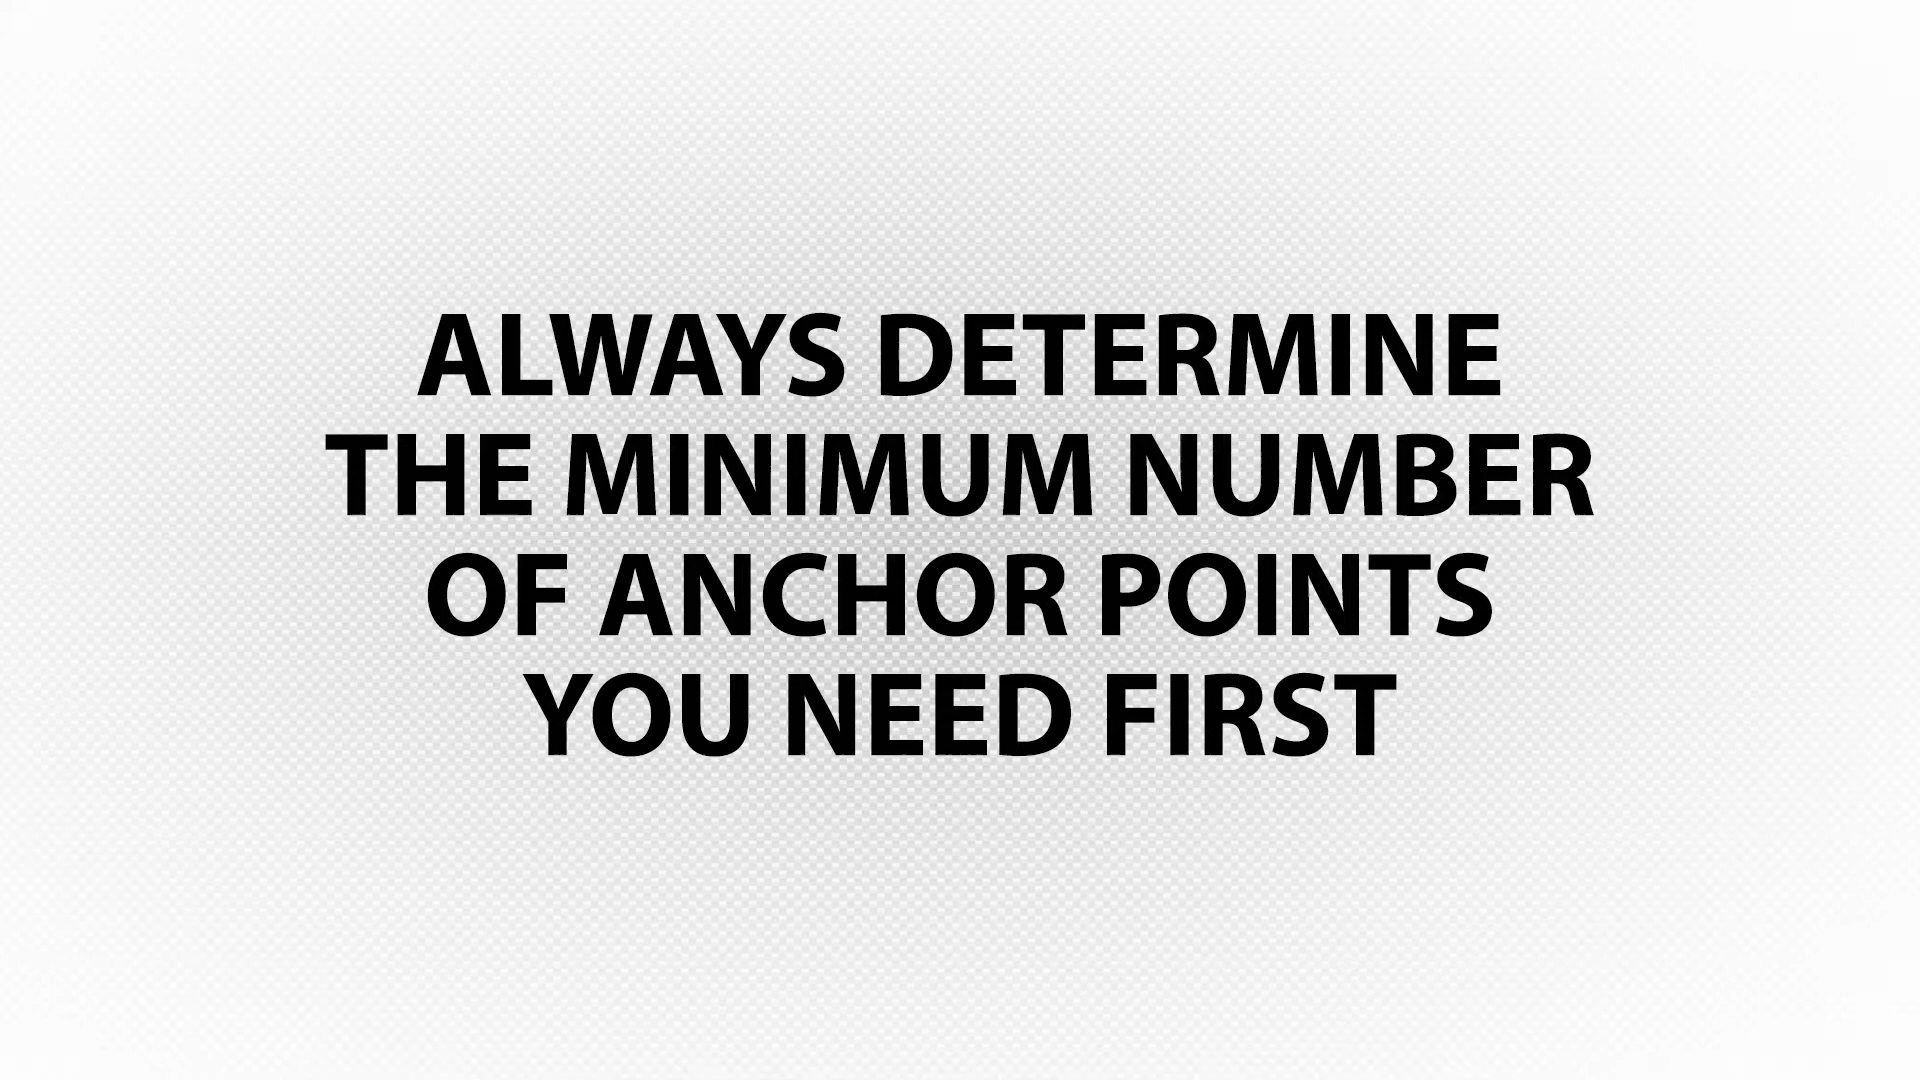 ALWAYS DETERMINE
THE MINIMUM NUMBER
OF ANCHOR POINTS
YOU NEED FIRST